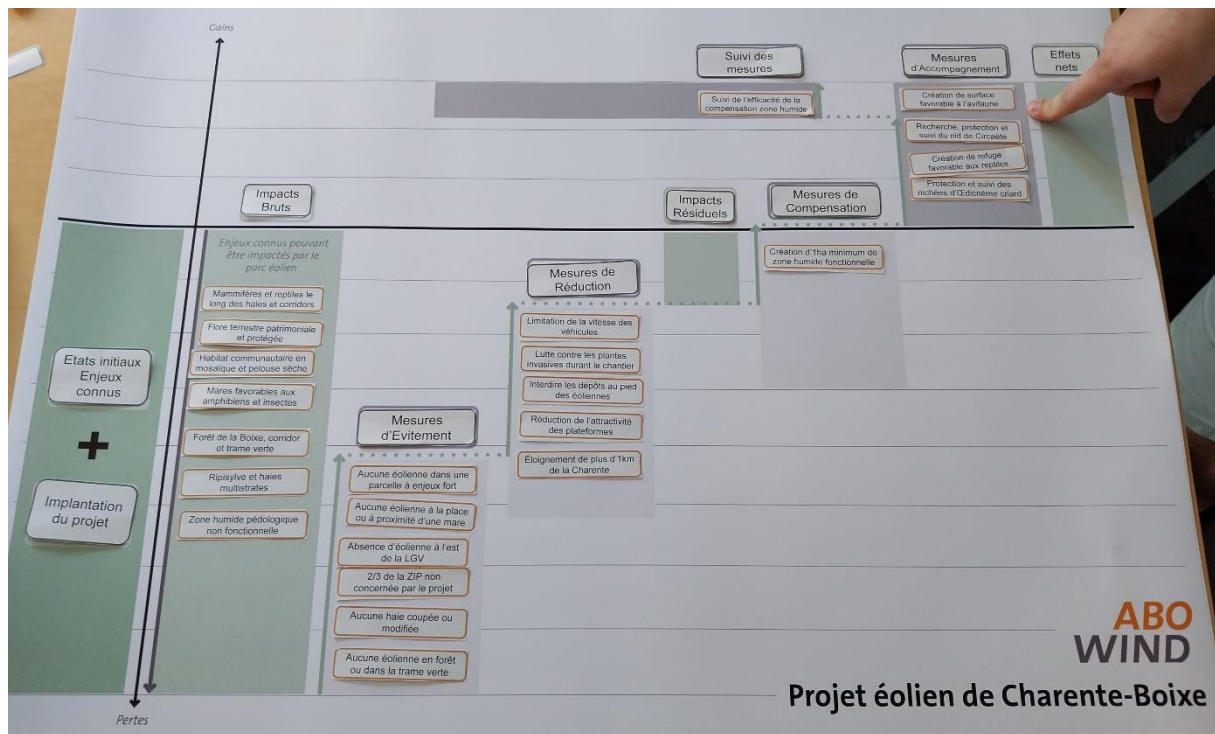 Gains
Suivi des
mesures
Suivi de l'efficacité de la
compensation zone humide
Mesures
d'Accompagnement
Création de surface
favorable à l'avifaune
Recherche, protection et
suivi du nid de Circaète
Création de refuge
favorable aux reptiles
Protection et suivi des
nichées d'Œdicnème criard
Effets
nets
Impacts
Bruts
Enjeux connus pouvant
être impactés par le
parc éolien
Mammifères et reptiles le
long des haies et corridors
Flore terrestre patrimoniale
et protégée
Habitat communautaire en
mosaïque et pelouse sèche
Mares favorables aux
amphibiens et insectes
Forêt de la Boixe, corridor
et trame verte
Ripisylve et haies
multistrates
Zone humide pédologique
non fonctionnelle
Impacts
Résiduels
Mesures de
Compensation
Création d'1ha minimum de
zone humide fonctionnelle
Mesures de
Réduction
Limitation de la vitesse des
véhicules
Lutte contre les plantes
invasives durant le chantier
Interdire les dépôts au pied
des éoliennes
Réduction de l'attractivité
des plateformes
Éloignement de plus d'1km
de la Charente
Etats initiaux
Enjeux
connus
+
Implantation
du projet
Mesures
d'Evitement
Aucune éolienne dans une
parcelle à enjeux fort
Aucune éolienne à la place
ou à proximité d'une mare
Absence d'éolienne à l'est
de la LGV
2/3 de la ZIP non
concernée par le projet
Aucune haie coupée ou
modifiée
Aucune éolienne en forêt
ou dans la trame verte
Pertes
ABO
WIND
Projet éolien de Charente-Boixe